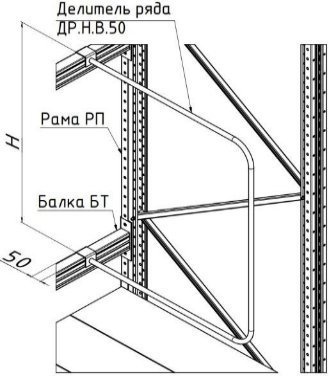 Делитель ряда
ДР.Н.В.50
Рама РП
H
Балка БТ
50